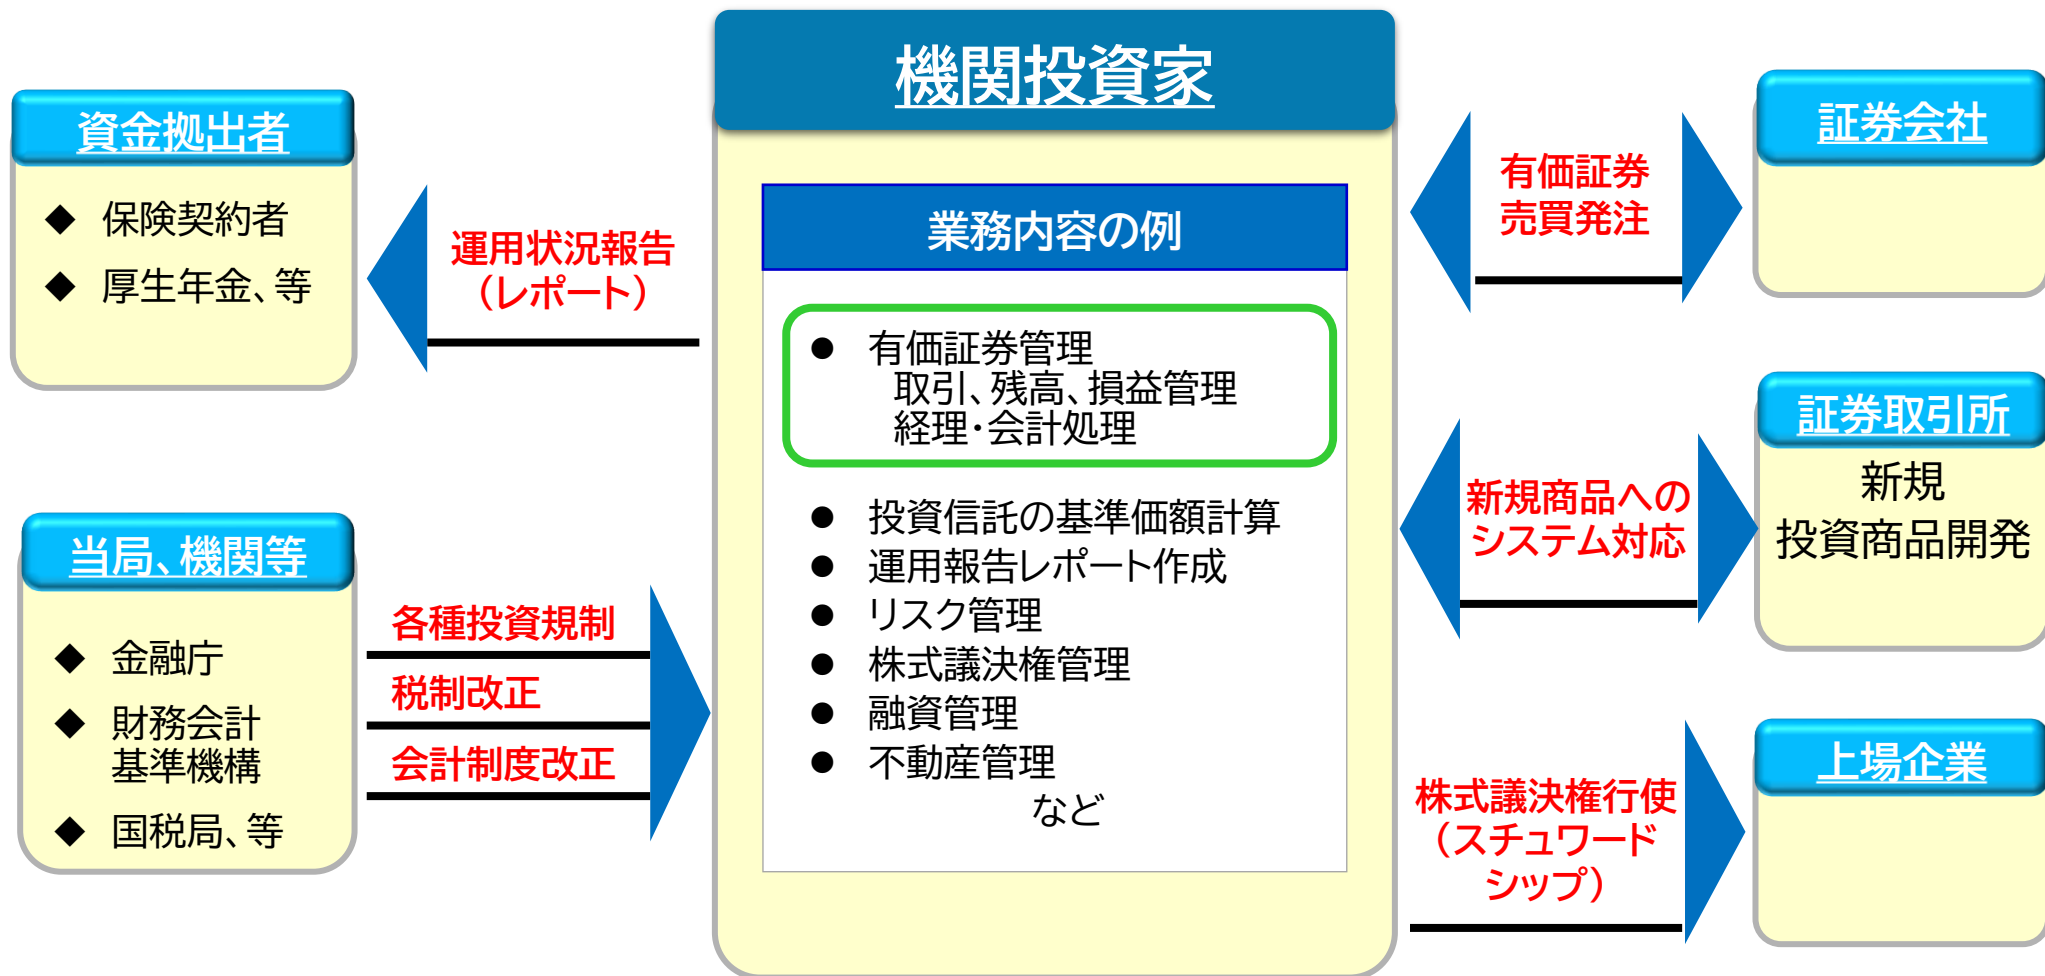 機関投資家
資金拠出者
◆ 保険契約者
◆ 厚生年金、等
運用状況報告
（レポート）
当局、機関等
◆ 金融庁
◆ 財務会計
基準機構
◆ 国税局、等
各種投資規制
税制改正
会計制度改正
業務内容の例
● 有価証券管理
取引、残高、損益管理
経理・会計処理
● 投資信託の基準価額計算
● 運用報告レポート作成
● リスク管理
● 株式議決権管理
● 融資管理
● 不動産管理
など
有価証券
売買発注
証券会社
新規商品への
システム対応
証券取引所
新規
投資商品開発
株式議決権行使
（スチュワード
シップ）
上場企業